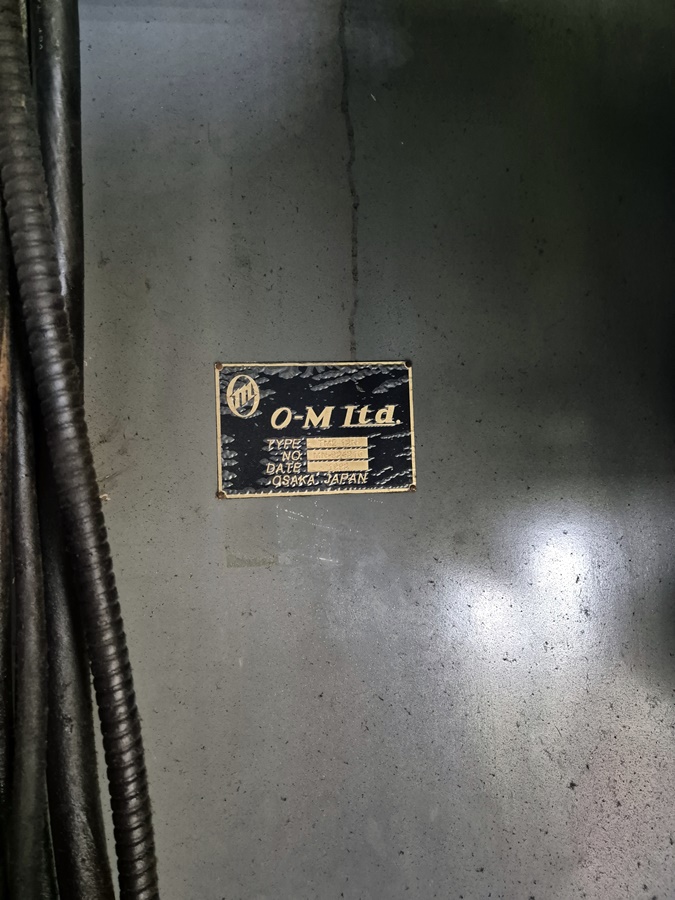 O-M Ltd.
TYPE
NO.
DATE
OSAKA, JAPAN